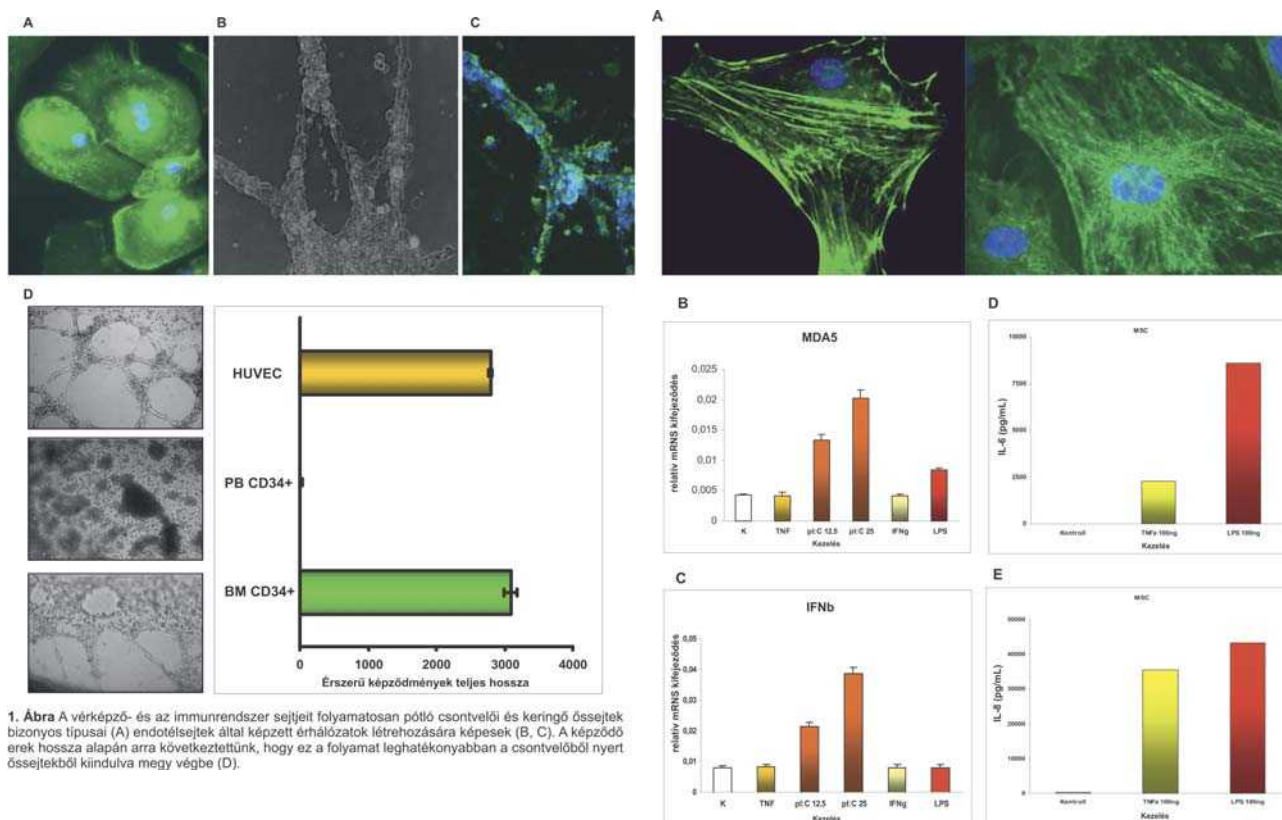 A
B
C
D
HUVEC
PB CD34+
BM CD34+
0 1000 2000 3000 4000
Érszerű képződmények teljes hossza
1. Ábra A vérképző- és az immunrendszer sejtjeit folyamatosan pótló csontvelői és keringő őssejtek
bizonyos típusai (A) endotélsejtek által képzett érhálózatok létrehozására képesek (B, C). A képződő
erek hossza alapján arra következtettünk, hogy ez a folyamat leghatékonyabban a csontvelőből nyert
őssejtekből kiindulva megy végbe (D).
A
B
MDA5
relatív mRNS kifejeződés
0,025
0,02
0,015
0,01
0,005
0
K TNF pI:C 12.5 pI:C 25 IFNg LPS
Kezelés
C
IFNb
relatív mRNS kifejeződés
0,05
0,04
0,03
0,02
0,01
0,00
K TNF pI:C 12.5 pI:C 25 IFNg LPS
Kezelés
D
MSC
IL-6 (pg/mL)
10000
7500
5000
2500
0
Kontroll TNFa 100ng LPS 100ng
Kezelés
E
MSC
IL-8 (pg/mL)
50000
40000
30000
20000
10000
0
Kontroll TNFa 100ng LPS 100ng
Kezelés